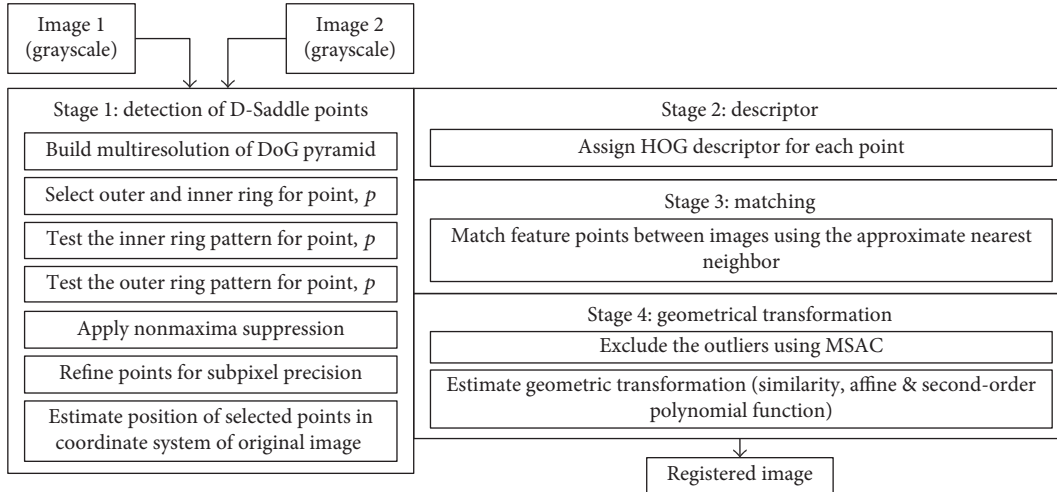 Image 1
(grayscale)
Image 2
(grayscale)
Stage 1: detection of D-Saddle points
Build multiresolution of DoG pyramid
Select outer and inner ring for point, p
Test the inner ring pattern for point, p
Test the outer ring pattern for point, p
Apply nonmaxima suppression
Refine points for subpixel precision
Estimate position of selected points in
coordinate system of original image
Stage 2: descriptor
Assign HOG descriptor for each point
Stage 3: matching
Match feature points between images using the approximate nearest
neighbor
Stage 4: geometrical transformation
Exclude the outliers using MSAC
Estimate geometric transformation (similarity, affine & second-order
polynomial function)
Registered image